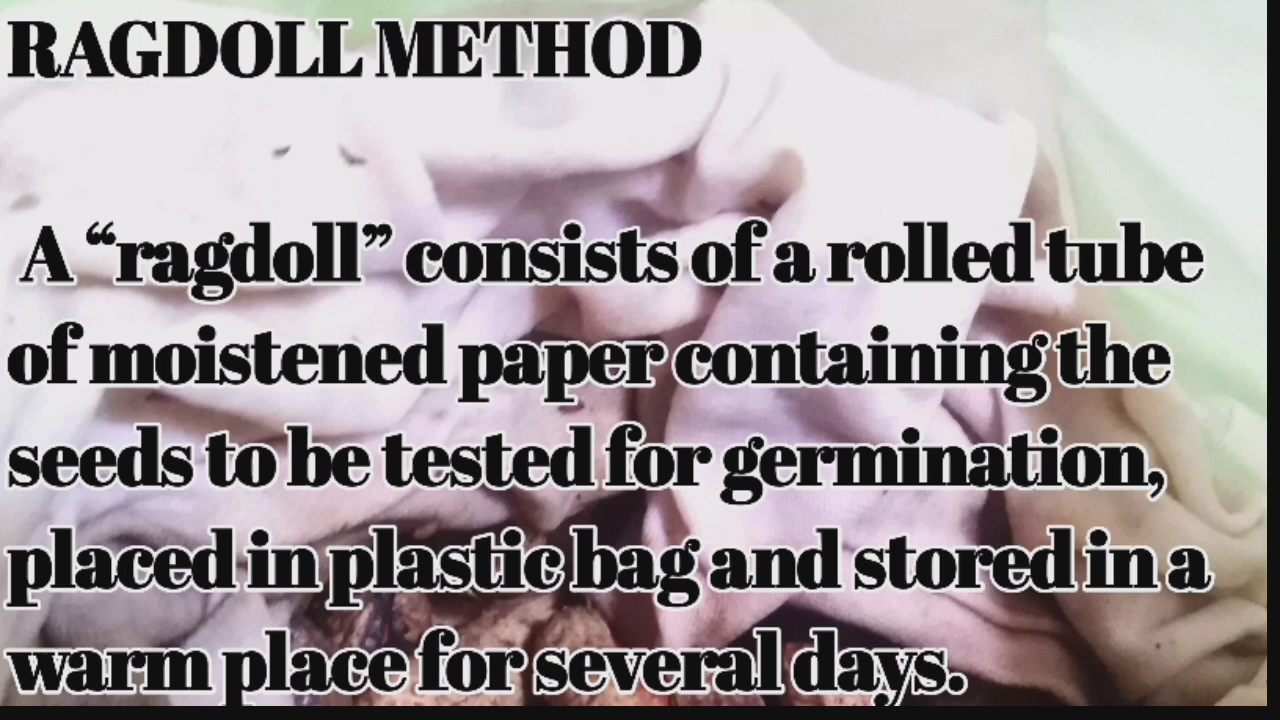 RAGDOLL METHOD
A “ragdoll” consists of a rolled tube
of moistened paper containing the
seeds to be tested for germination,
placed in plastic bag and stored in a
warm place for several days.